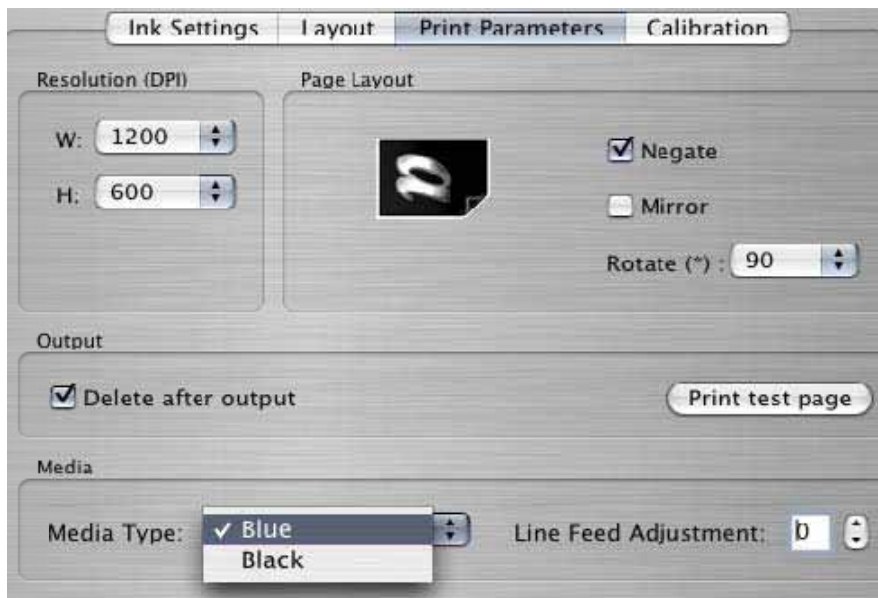 Ink Settings Layout Print Parameters Calibration
Resolution (DPI) Page Layout
W: 1200
H: 600
a
Negate
Mirror
Rotate (°) : 90
Output
Delete after output Print test page
Media
Media Type: ✓ Blue Line Feed Adjustment: 0
Black